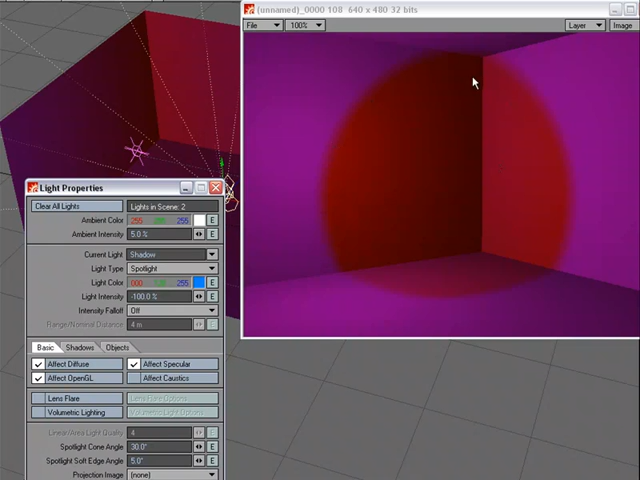 (unnamed)_0000 108 640 x 480 32 bits
File 100% Layer Image
Light Properties
Clear All Lights Lights in Scene: 2
Ambient Color 255 255 E
Ambient Intensity 5.0 % E
Current Light Shadow
Light Type Spotlight
Light Color 000 255 E
Light Intensity -100.0 % E
Intensity Falloff Off
Range/Nominal Distance 4 m
Basic Shadows Objects
Affect Diffuse Affect Specular
Affect OpenGL Affect Caustics
Lens Flare Lens Flare Options
Volumetric Lighting Volumetric Light Options
Linear/Area Light Quality 4 E
Spotlight Cone Angle 30.0° E
Spotlight Soft Edge Angle 5.0° E
Projection Image (none)